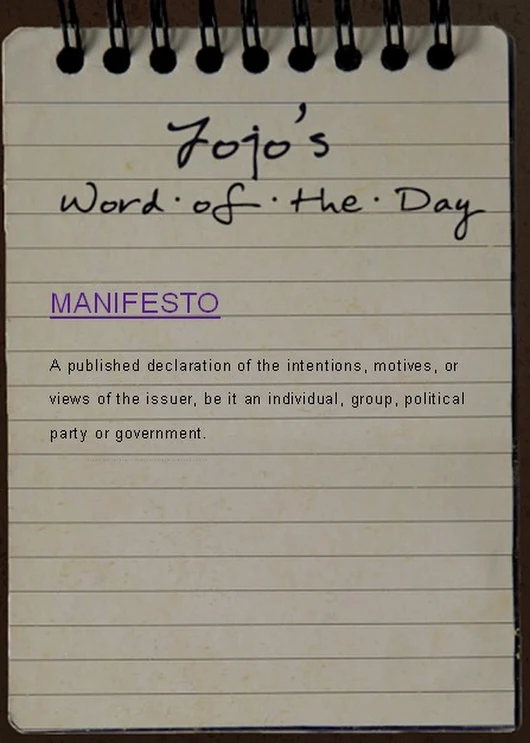 Jojo's
Word·of·the·Day
MANIFESTO
A published declaration of the intentions, motives, or
views of the issuer, be it an individual, group, political
party or government.